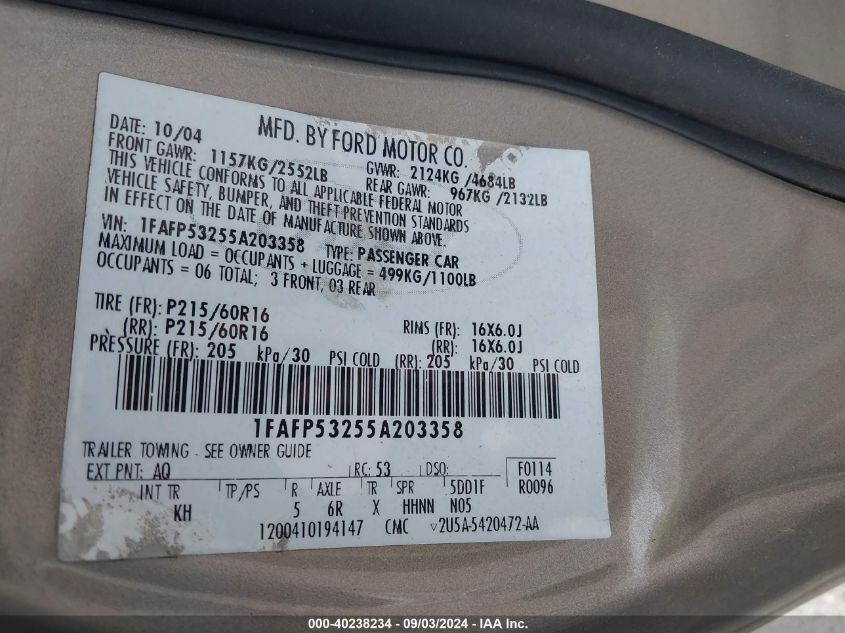 DATE: 10/04 MFD. BY FORD MOTOR CO.
FRONT GAWR: 1157KG/2552LB GVWR: 2124KG /4684LB
REAR GAWR: 967KG /2132LB
THIS VEHICLE CONFORMS TO ALL APPLICABLE FEDERAL MOTOR
VEHICLE SAFETY, BUMPER, AND THEFT PREVENTION STANDARDS
IN EFFECT ON THE DATE OF MANUFACTURE SHOWN ABOVE.
VIN: 1FAFP53255A203358 TYPE: PASSENGER CAR
MAXIMUM LOAD = OCCUPANTS + LUGGAGE = 499KG/1100LB
OCCUPANTS = 06 TOTAL; 3 FRONT, 03 REAR
TIRE (FR): P215/60R16 RIMS (FR): 16X6.0J
(RR): P215/60R16 (RR): 16X6.0J
PRESSURE (FR): 205 kPa/30 PSI COLD (RR): 205 kPa/30 PSI COLD
1FAFP53255A203358
TRAILER TOWING - SEE OWNER GUIDE
EXT PNT: AQ RC: 53 DSO: F0114
INT TR TP/PS R AXLE TR SPR 5DD1F R0096
KH 5 6R X HHNN N05
1200410194147 CMC ▽2U5A-5420472-AA
000-40238234 - 09/03/2024 - IAA Inc.